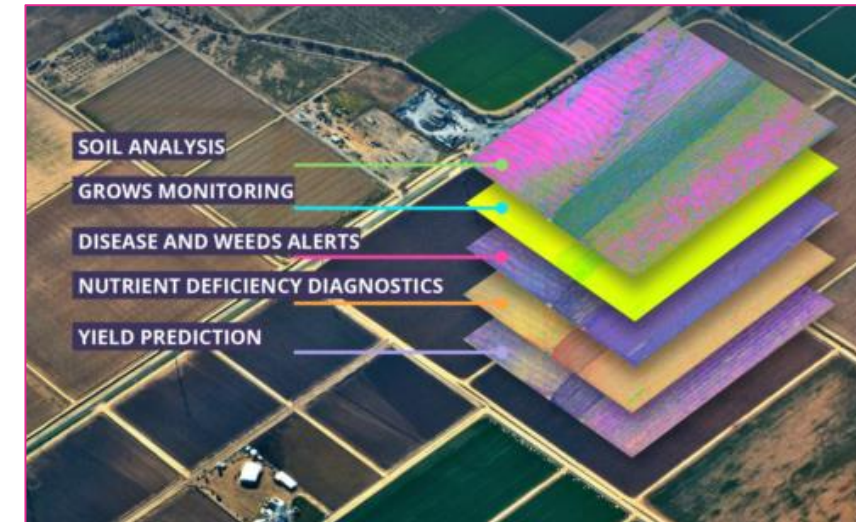 SOIL ANALYSIS
GROWS MONITORING
DISEASE AND WEEDS ALERTS
NUTRIENT DEFICIENCY DIAGNOSTICS
YIELD PREDICTION